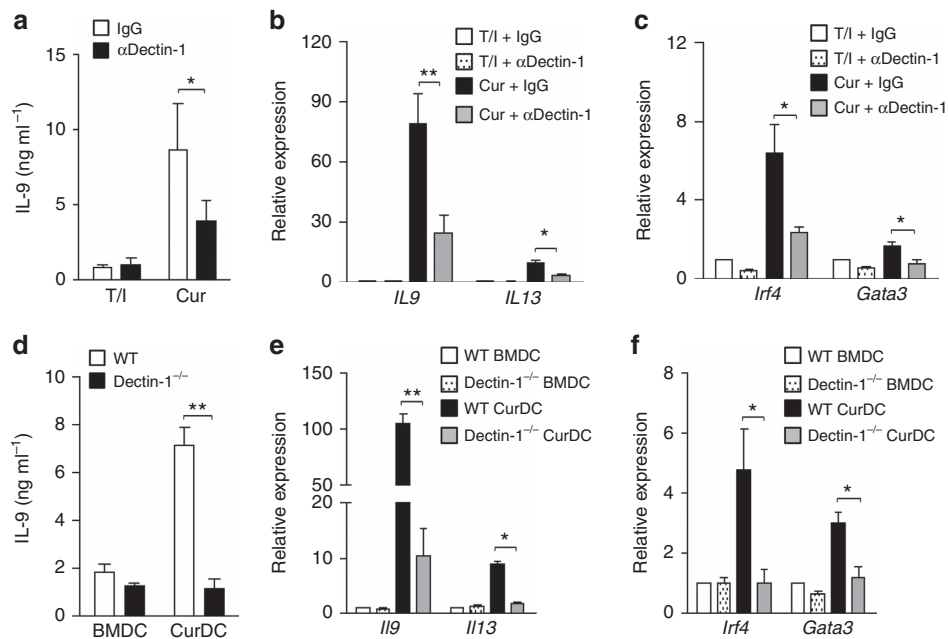 a
IgG
αDectin-1
15
10
5
0
IL-9 (ng ml⁻¹)
*
T/I
Cur
b
T/I + IgG
T/I + αDectin-1
Cur + IgG
Cur + αDectin-1
120
90
60
30
0
Relative expression
**
*
IL9
IL13
c
T/I + IgG
T/I + αDectin-1
Cur + IgG
Cur + αDectin-1
12
8
4
0
Relative expression
*
*
Irf4
Gata3
d
WT
Dectin-1⁻/⁻
10
8
6
4
2
0
IL-9 (ng ml⁻¹)
**
BMDC
CurDC
e
WT BMDC
Dectin-1⁻/⁻ BMDC
WT CurDC
Dectin-1⁻/⁻ CurDC
150
100
50
20
10
0
Relative expression
**
*
Il9
Il13
f
WT BMDC
Dectin-1⁻/⁻ BMDC
WT CurDC
Dectin-1⁻/⁻ CurDC
8
6
4
2
0
Relative expression
*
*
Irf4
Gata3